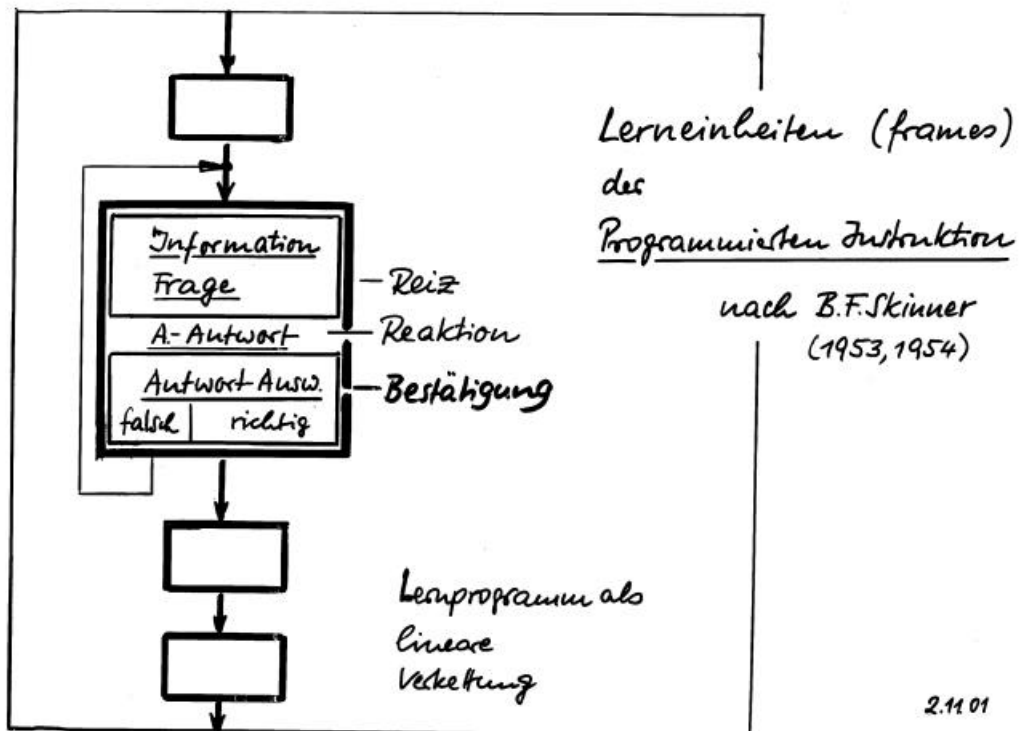 Lerneinheiten (frames)
der
Programmierten Instruktion
nach B.F. Skinner
(1953, 1954)
Information
Frage
Reiz
A.-Antwort
Reaktion
Antwort-Ausw.
Bestätigung
falsch
richtig
Lernprogramm als
lineare
Verkettung
2.11.01